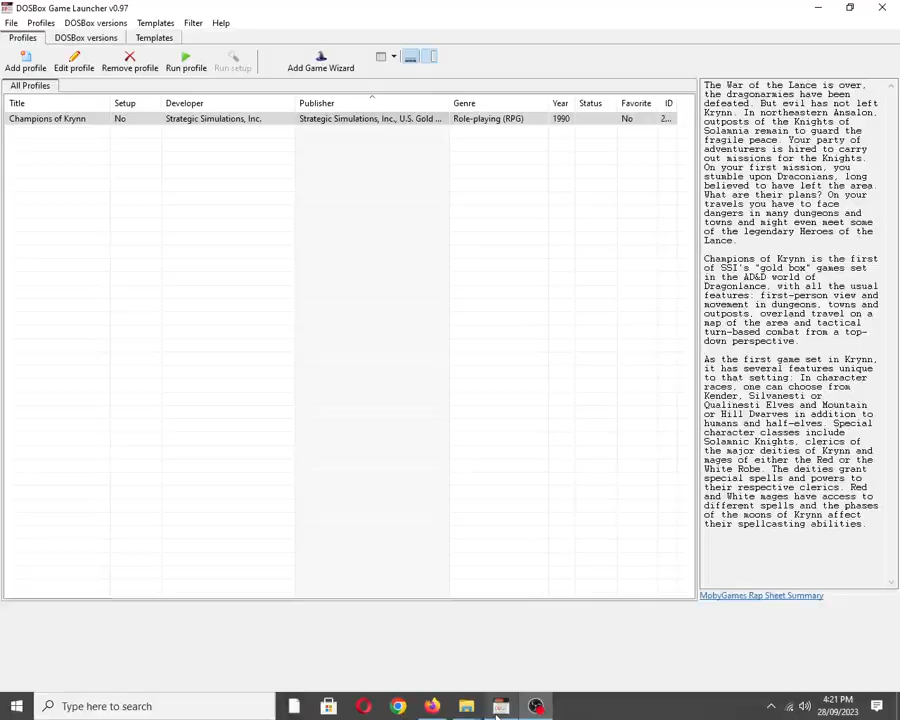 DOSBox Game Launcher v0.97
File Profiles DOSBox versions Templates Filter Help
Profiles DOSBox versions Templates
Add profile Edit profile Remove profile Run profile Run setup Add Game Wizard
All Profiles
Title Setup Developer Publisher Genre Year Status Favorite ID
Champions of Krynn No Strategic Simulations, Inc. Strategic Simulations, Inc., U.S. Gold ... Role-playing (RPG) 1990 No 2...
The War of the Lance is over,
the dragonarmies have been
defeated. But evil has not left
Krynn. In northeastern Ansalon,
outposts of the Knights of
Solamnia remain to guard the
fragile peace. Your party of
adventurers is hired to carry
out missions for the Knights.
On your first mission, you
stumble upon Draconians, long
believed to have left the area.
What are their plans? On your
travels you have to face
dangers in many dungeons and
towns and might even meet some
of the legendary Heroes of the
Lance.
Champions of Krynn is the first
of SSI's "gold box" games set
in the AD&D world of
Dragonlance, with all the usual
features: first-person view and
movement in dungeons, towns and
outposts, overland travel on a
map of the area and tactical
turn-based combat from a top-
down perspective.
As the first game set in Krynn,
it has several features unique
to that setting: In character
races, one can choose from
Kender, Silvanesti or
Qualinesti Elves and Mountain
or Hill Dwarves in addition to
humans and half-elves. Special
character classes include
Solamnic Knights, clerics of
the major deities of Krynn and
mages of either the Red or the
White Robe. The deities grant
special spells and powers to
their respective clerics. Red
and White mages have access to
different spells and the phases
of the moons of Krynn affect
their spellcasting abilities.
MobyGames Rap Sheet Summary
Type here to search
4:21 PM
28/09/2023